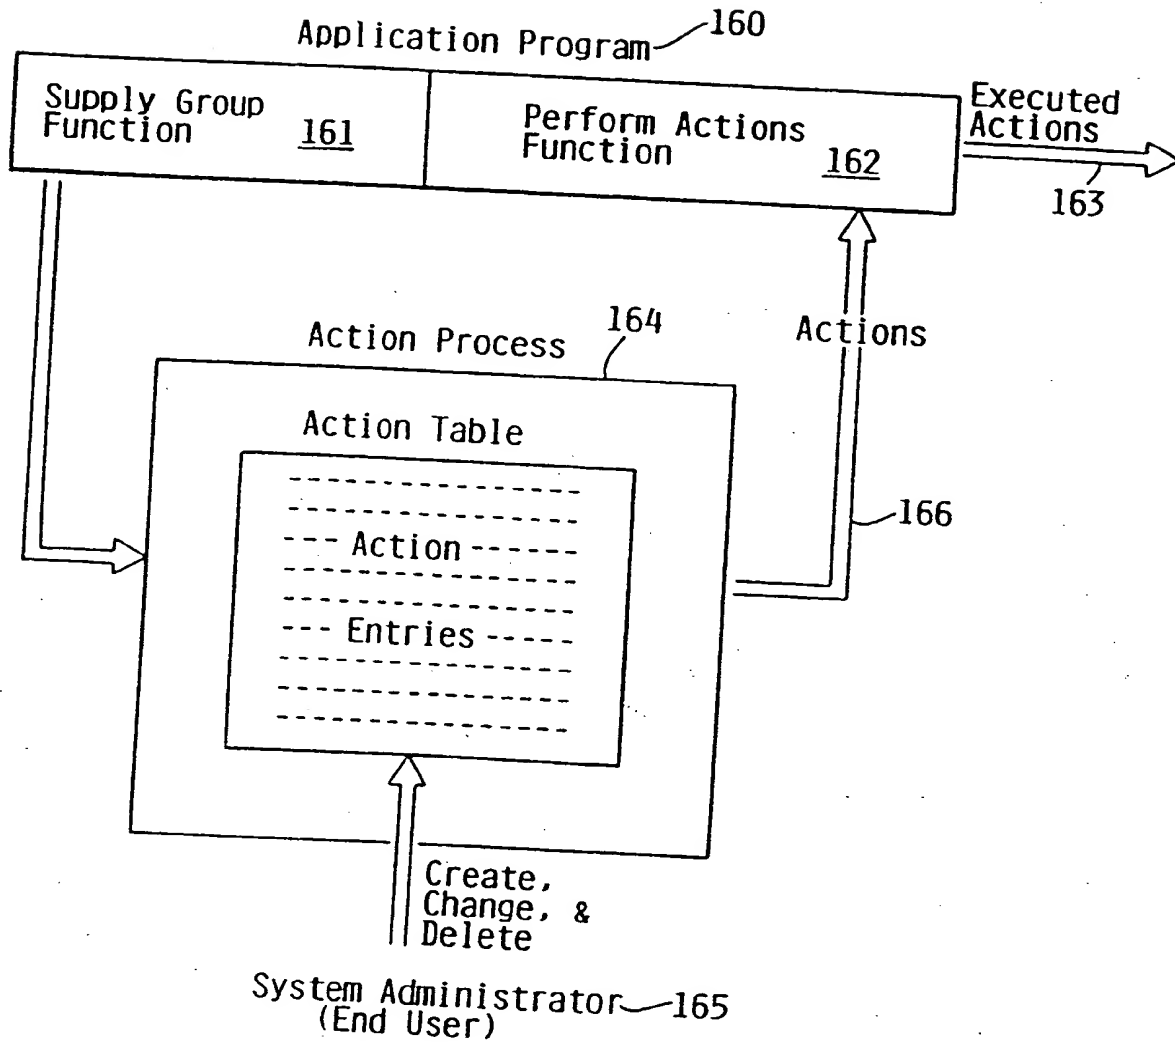 Application Program 160
Supply Group
Function 161
Perform Actions
Function 162
Executed
Actions
163
Action Process 164
Actions
Action Table
Action
Entries
166
Create,
Change, &
Delete
System Administrator 165
(End User)